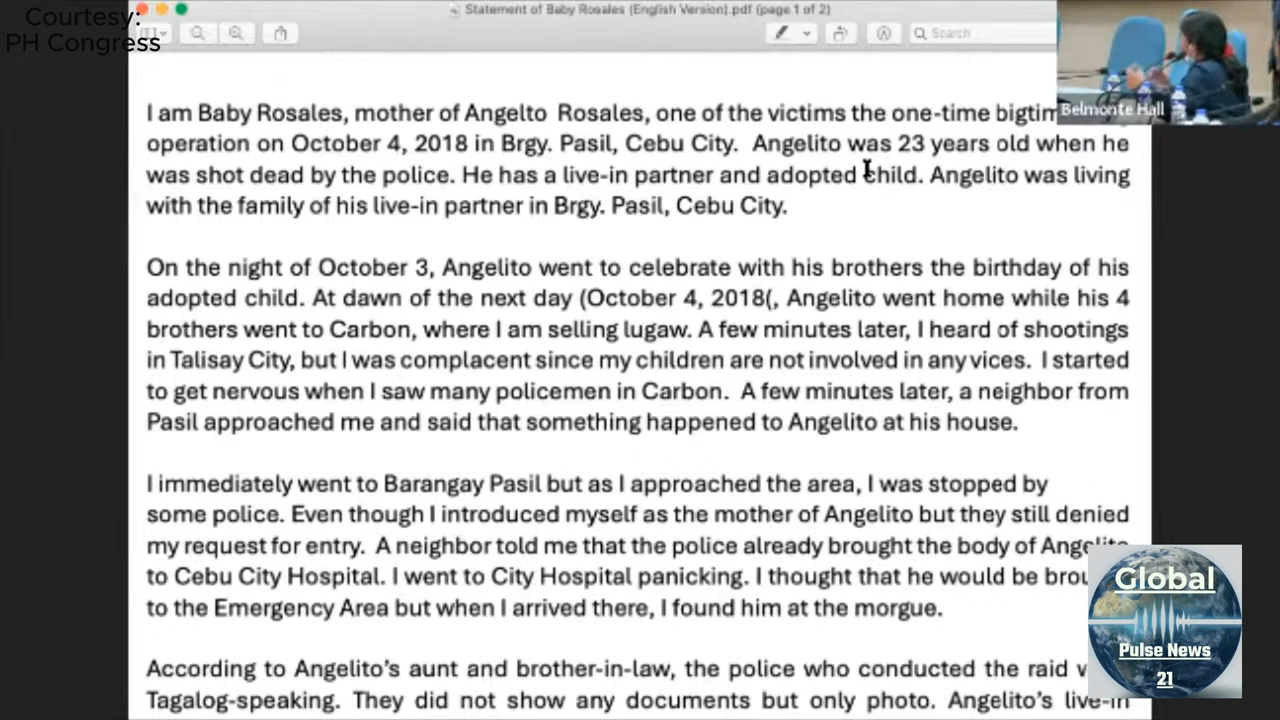 Courtesy:
PH Congress
Statement of Baby Rosales (English Version).pdf (page 1 of 2)
Search
Belmonte Hall
I am Baby Rosales, mother of Angelto Rosales, one of the victims the one-time
operation on October 4, 2018 in Brgy. Pasil, Cebu City. Angelito was 23 years old when he
was shot dead by the police. He has a live-in partner and adopted child. Angelito was living
with the family of his live-in partner in Brgy. Pasil, Cebu City.
On the night of October 3, Angelito went to celebrate with his brothers the birthday of his
adopted child. At dawn of the next day (October 4, 2018(, Angelito went home while his 4
brothers went to Carbon, where I am selling lugaw. A few minutes later, I heard of shootings
in Talisay City, but I was complacent since my children are not involved in any vices. I started
to get nervous when I saw many policemen in Carbon. A few minutes later, a neighbor from
Pasil approached me and said that something happened to Angelito at his house.
I immediately went to Barangay Pasil but as I approached the area, I was stopped by
some police. Even though I introduced myself as the mother of Angelito but they still denied
my request for entry. A neighbor told me that the police already brought the body of Angelito
to Cebu City Hospital. I went to City Hospital panicking. I thought that he would be
to the Emergency Area but when I arrived there, I found him at the morgue.
According to Angelito's aunt and brother-in-law, the police who conducted the raid
Tagalog-speaking. They did not show any documents but only photo. Angelito's live-in
Global
Pulse News
21